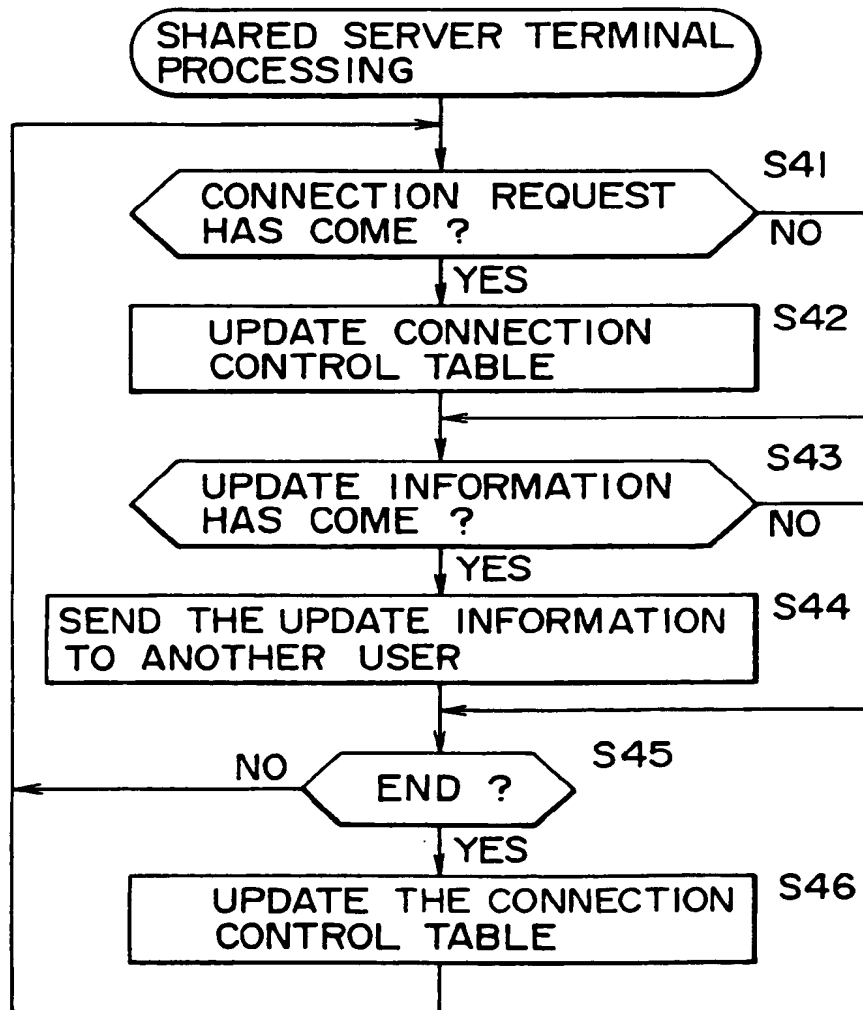 SHARED SERVER TERMINAL
PROCESSING
S41
CONNECTION REQUEST
HAS COME ?
NO
YES
S42
UPDATE CONNECTION
CONTROL TABLE
S43
UPDATE INFORMATION
HAS COME ?
NO
YES
S44
SEND THE UPDATE INFORMATION
TO ANOTHER USER
S45
NO
END ?
YES
S46
UPDATE THE CONNECTION
CONTROL TABLE